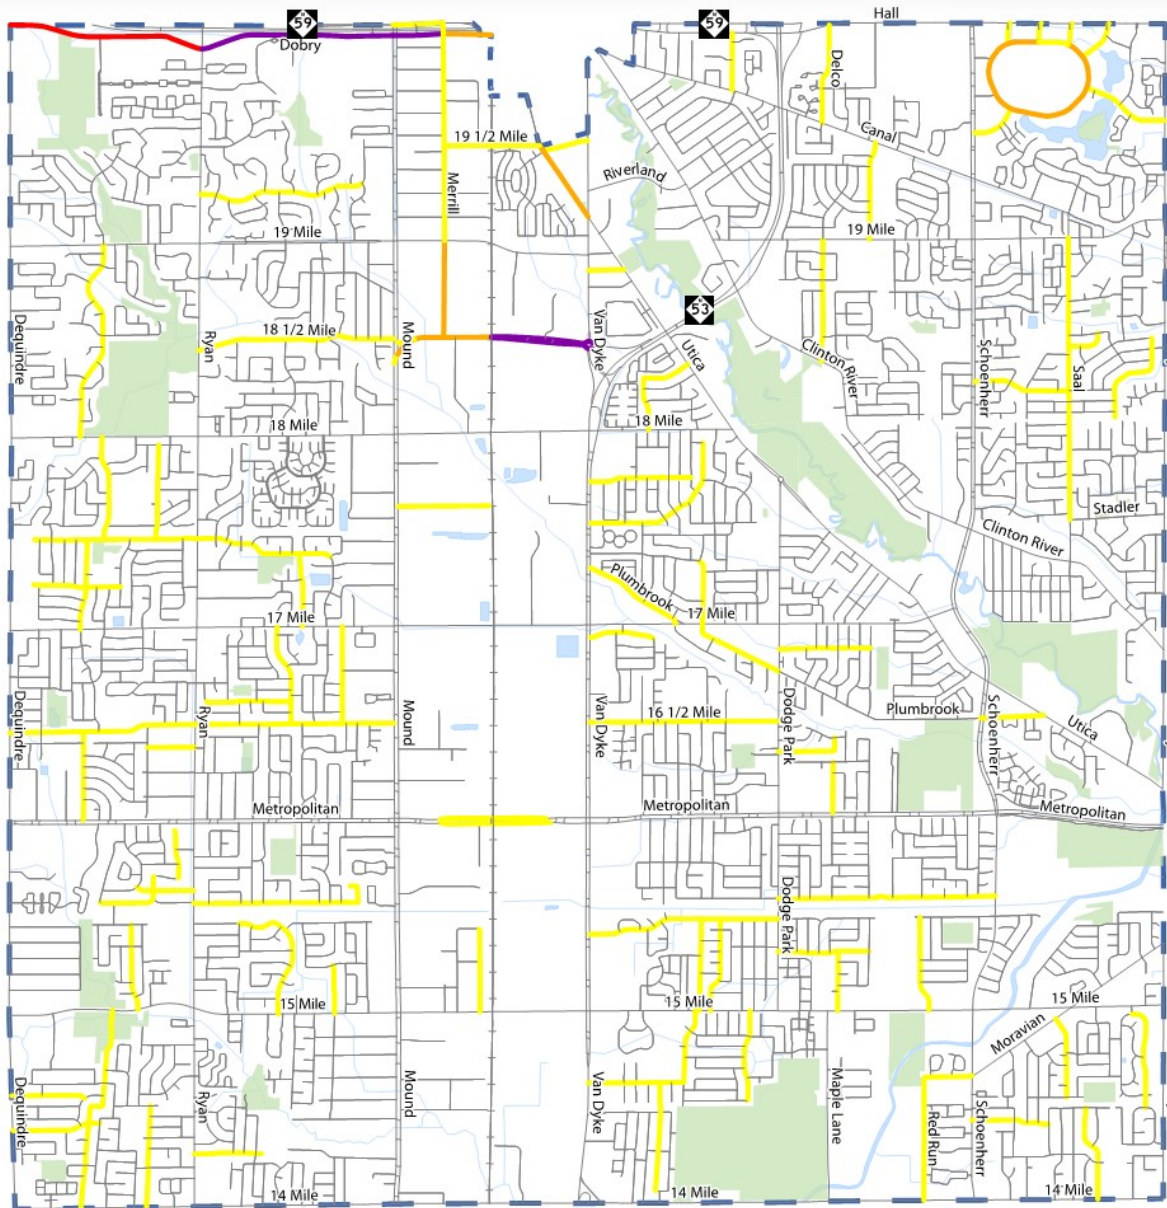 59
59
Hall
Dobry
Delco
Canal
19 1/2 Mile
Riverland
Merrill
19 Mile
19 Mile
53
Dequindre
Ryan
18 1/2 Mile
Mound
Van Dyke
Utica
Clinton River
Schoenherr
Saal
18 Mile
18 Mile
Stadler
Clinton River
Plumbrook
17 Mile
17 Mile
Dequindre
Ryan
Mound
Van Dyke
16 1/2 Mile
Dodge Park
Plumbrook
Schoenherr
Utica
Metropolitan
Metropolitan
Metropolitan
Dodge Park
15 Mile
15 Mile
15 Mile
Moravian
Dequindre
Ryan
Mound
Van Dyke
Maple Lane
Red Run
Schoenherr
14 Mile
14 Mile
14 Mile